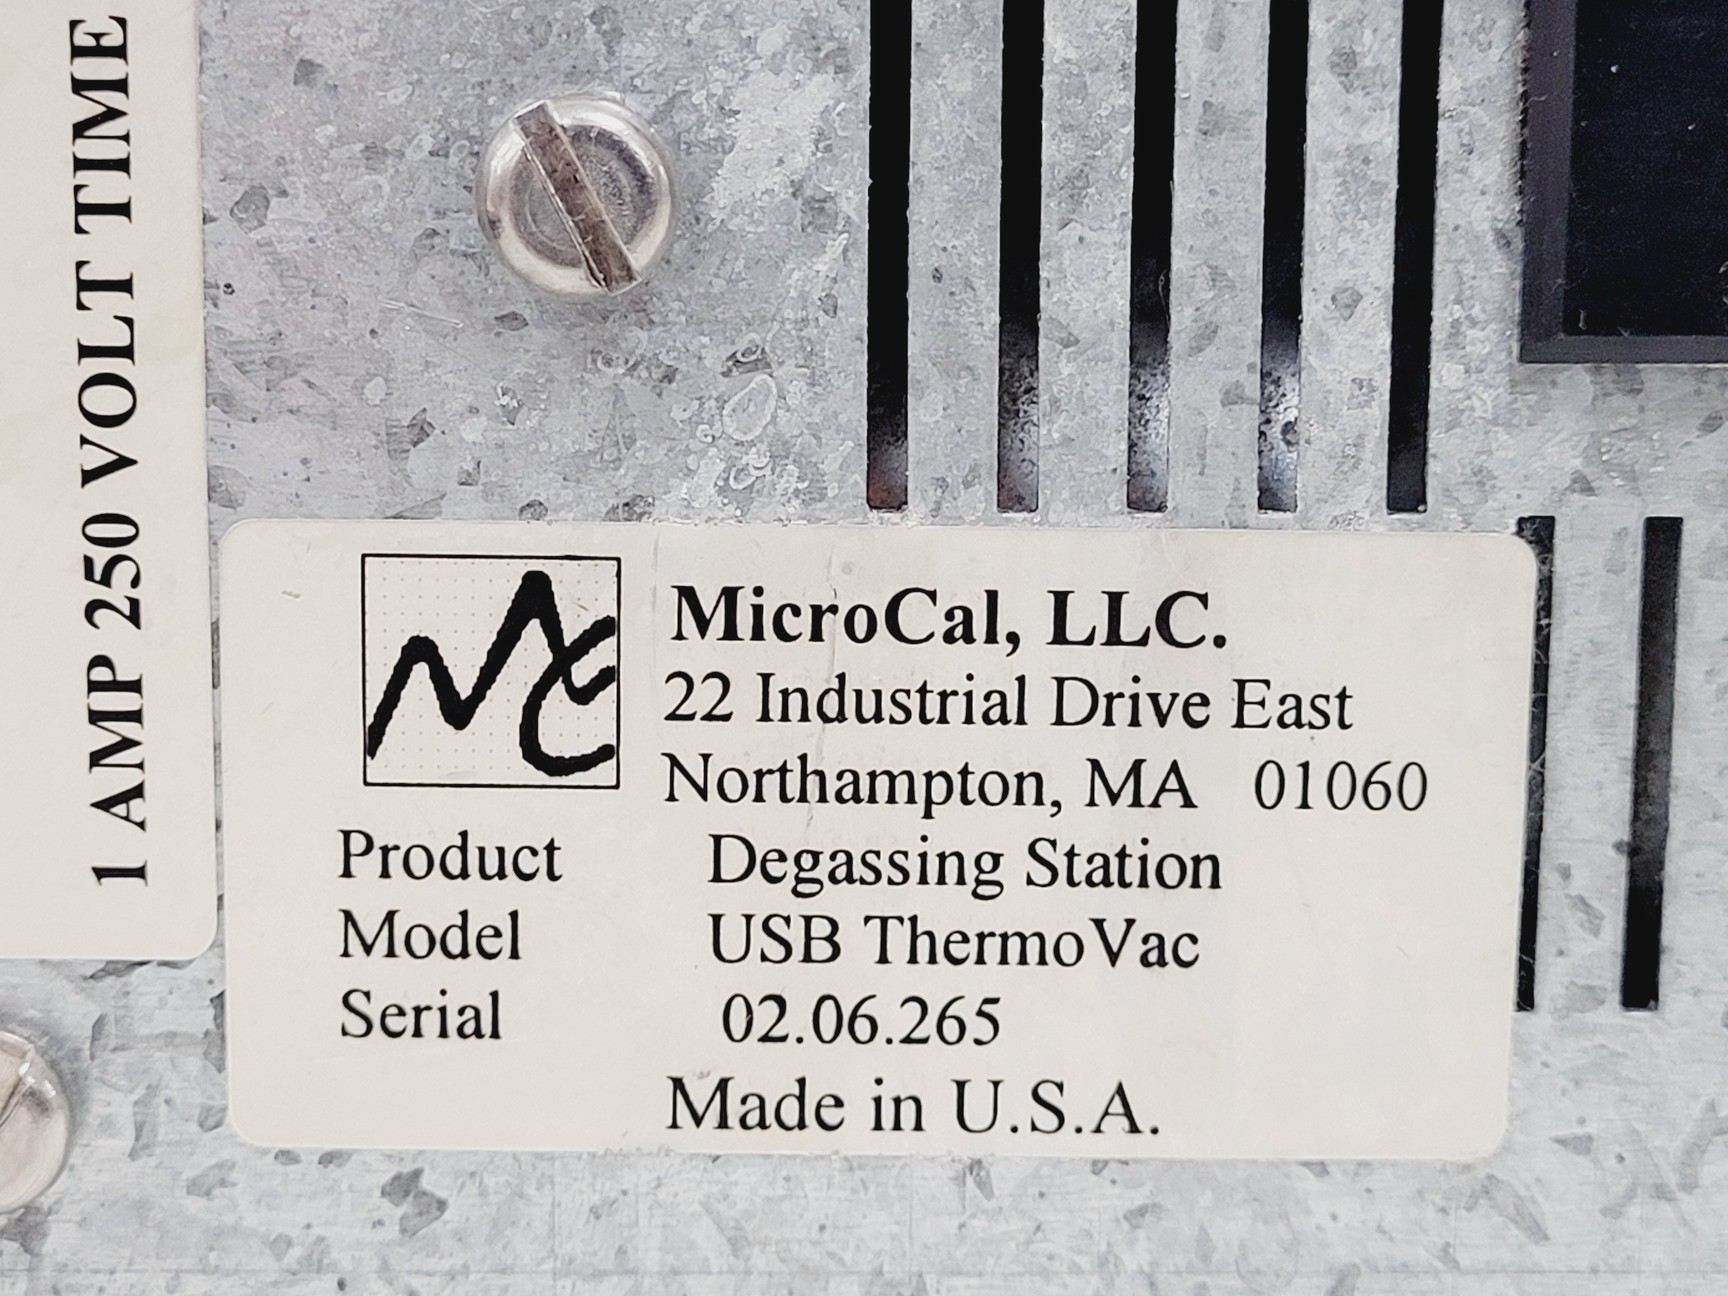 1 AMP 250 VOLT TIME
MC
MicroCal, LLC.
22 Industrial Drive East
Northampton, MA 01060
Product Degassing Station
Model USB ThermoVac
Serial 02.06.265
Made in U.S.A.